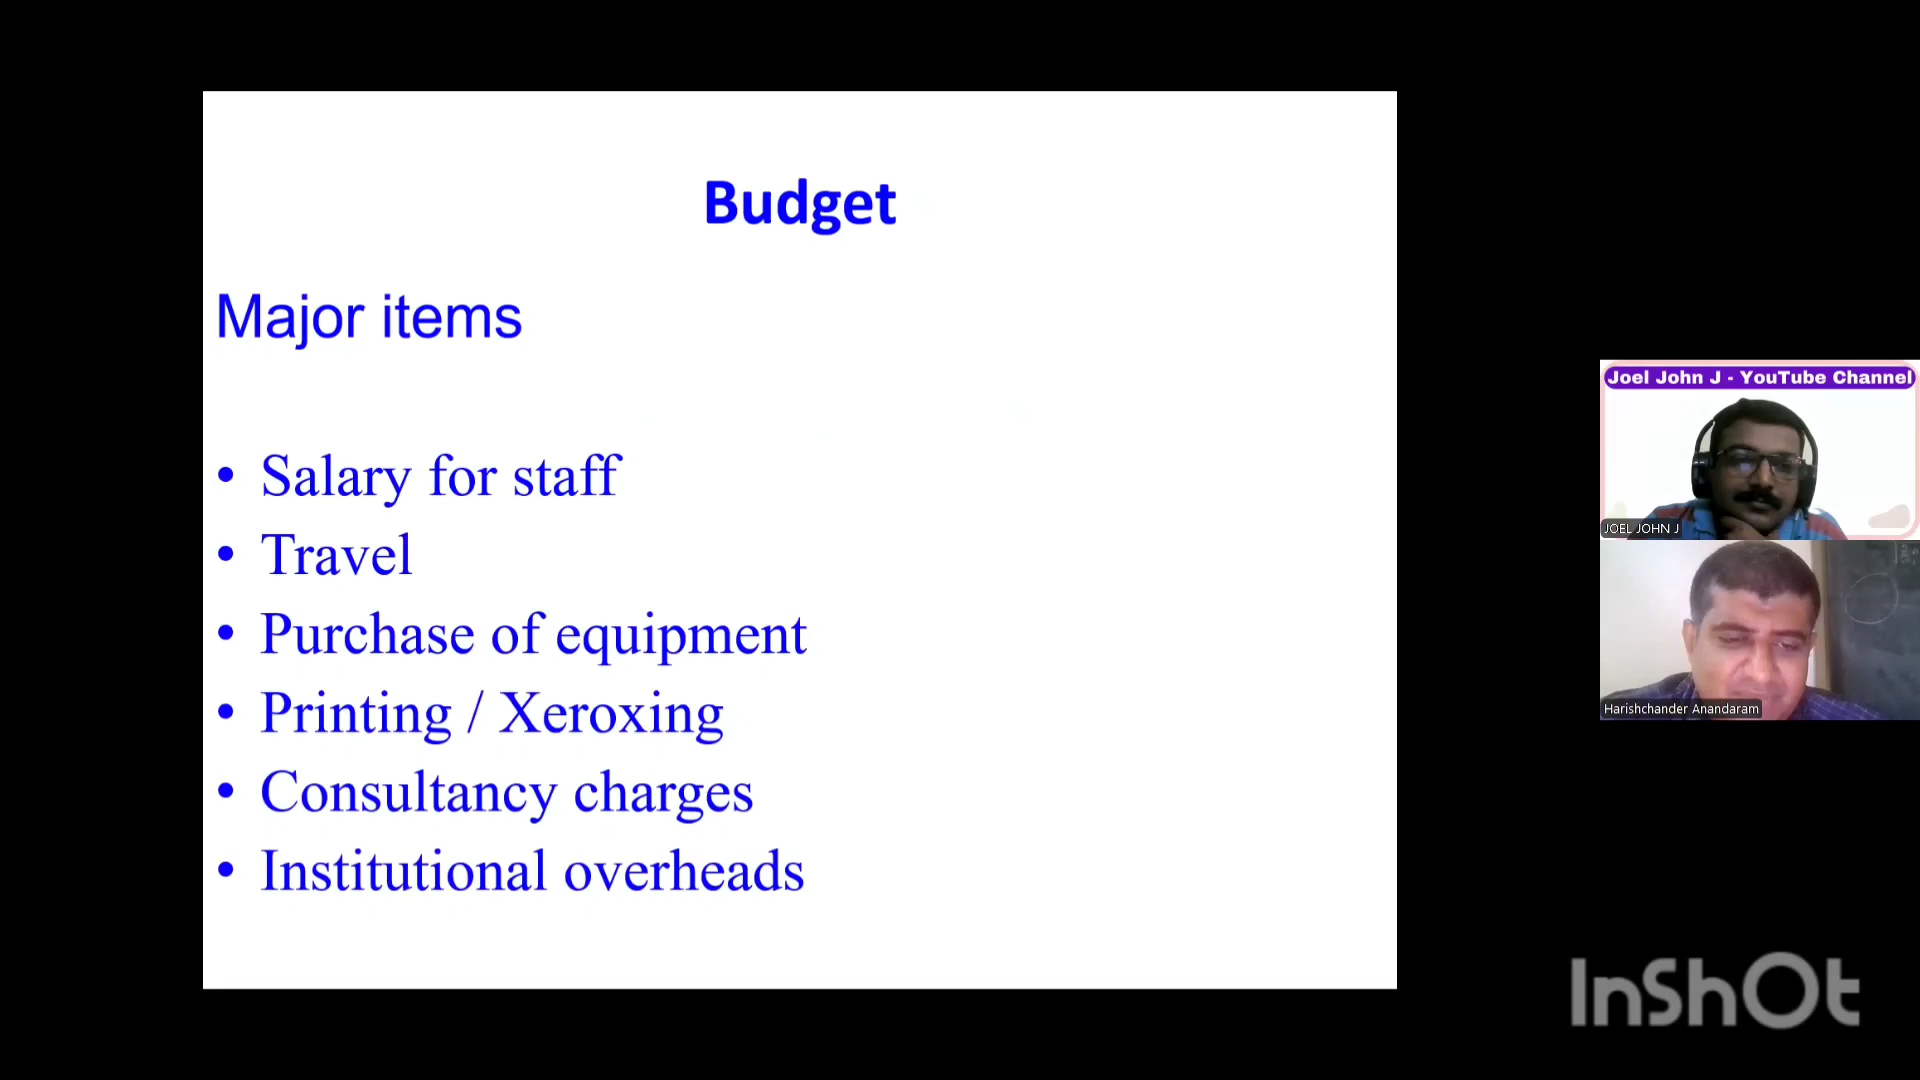 Budget
Major items
• Salary for staff
• Travel
• Purchase of equipment
• Printing / Xeroxing
• Consultancy charges
• Institutional overheads
Joel John J - YouTube Channel
JOEL JOHN J
Harishchander Anandaram
InShOt